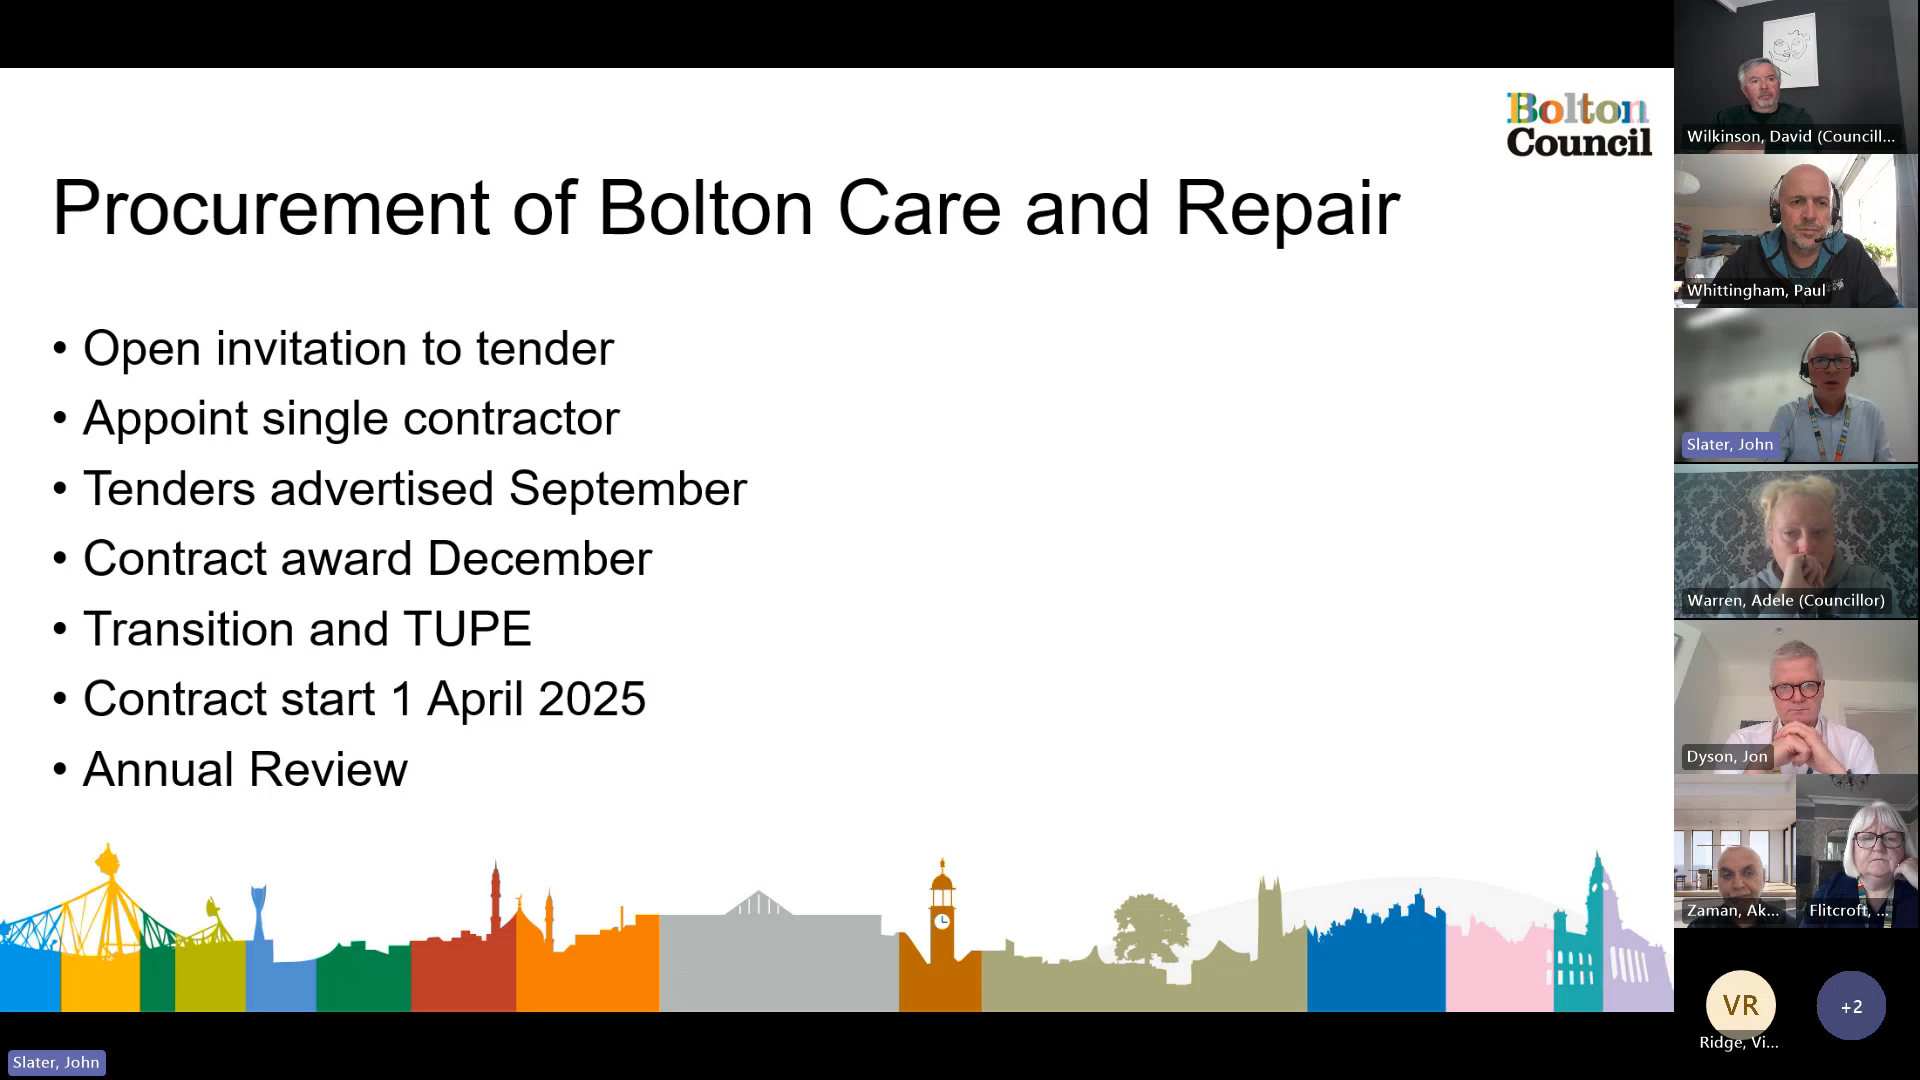 Bolton
Council
Procurement of Bolton Care and Repair
• Open invitation to tender
• Appoint single contractor
• Tenders advertised September
• Contract award December
• Transition and TUPE
• Contract start 1 April 2025
• Annual Review
Slater, John
Wilkinson, David (Councill...
Whittingham, Paul
Slater, John
Warren, Adele (Councillor)
Dyson, Jon
Zaman, Ak...
Flitcroft, ...
VR
Ridge, Vi...
+2